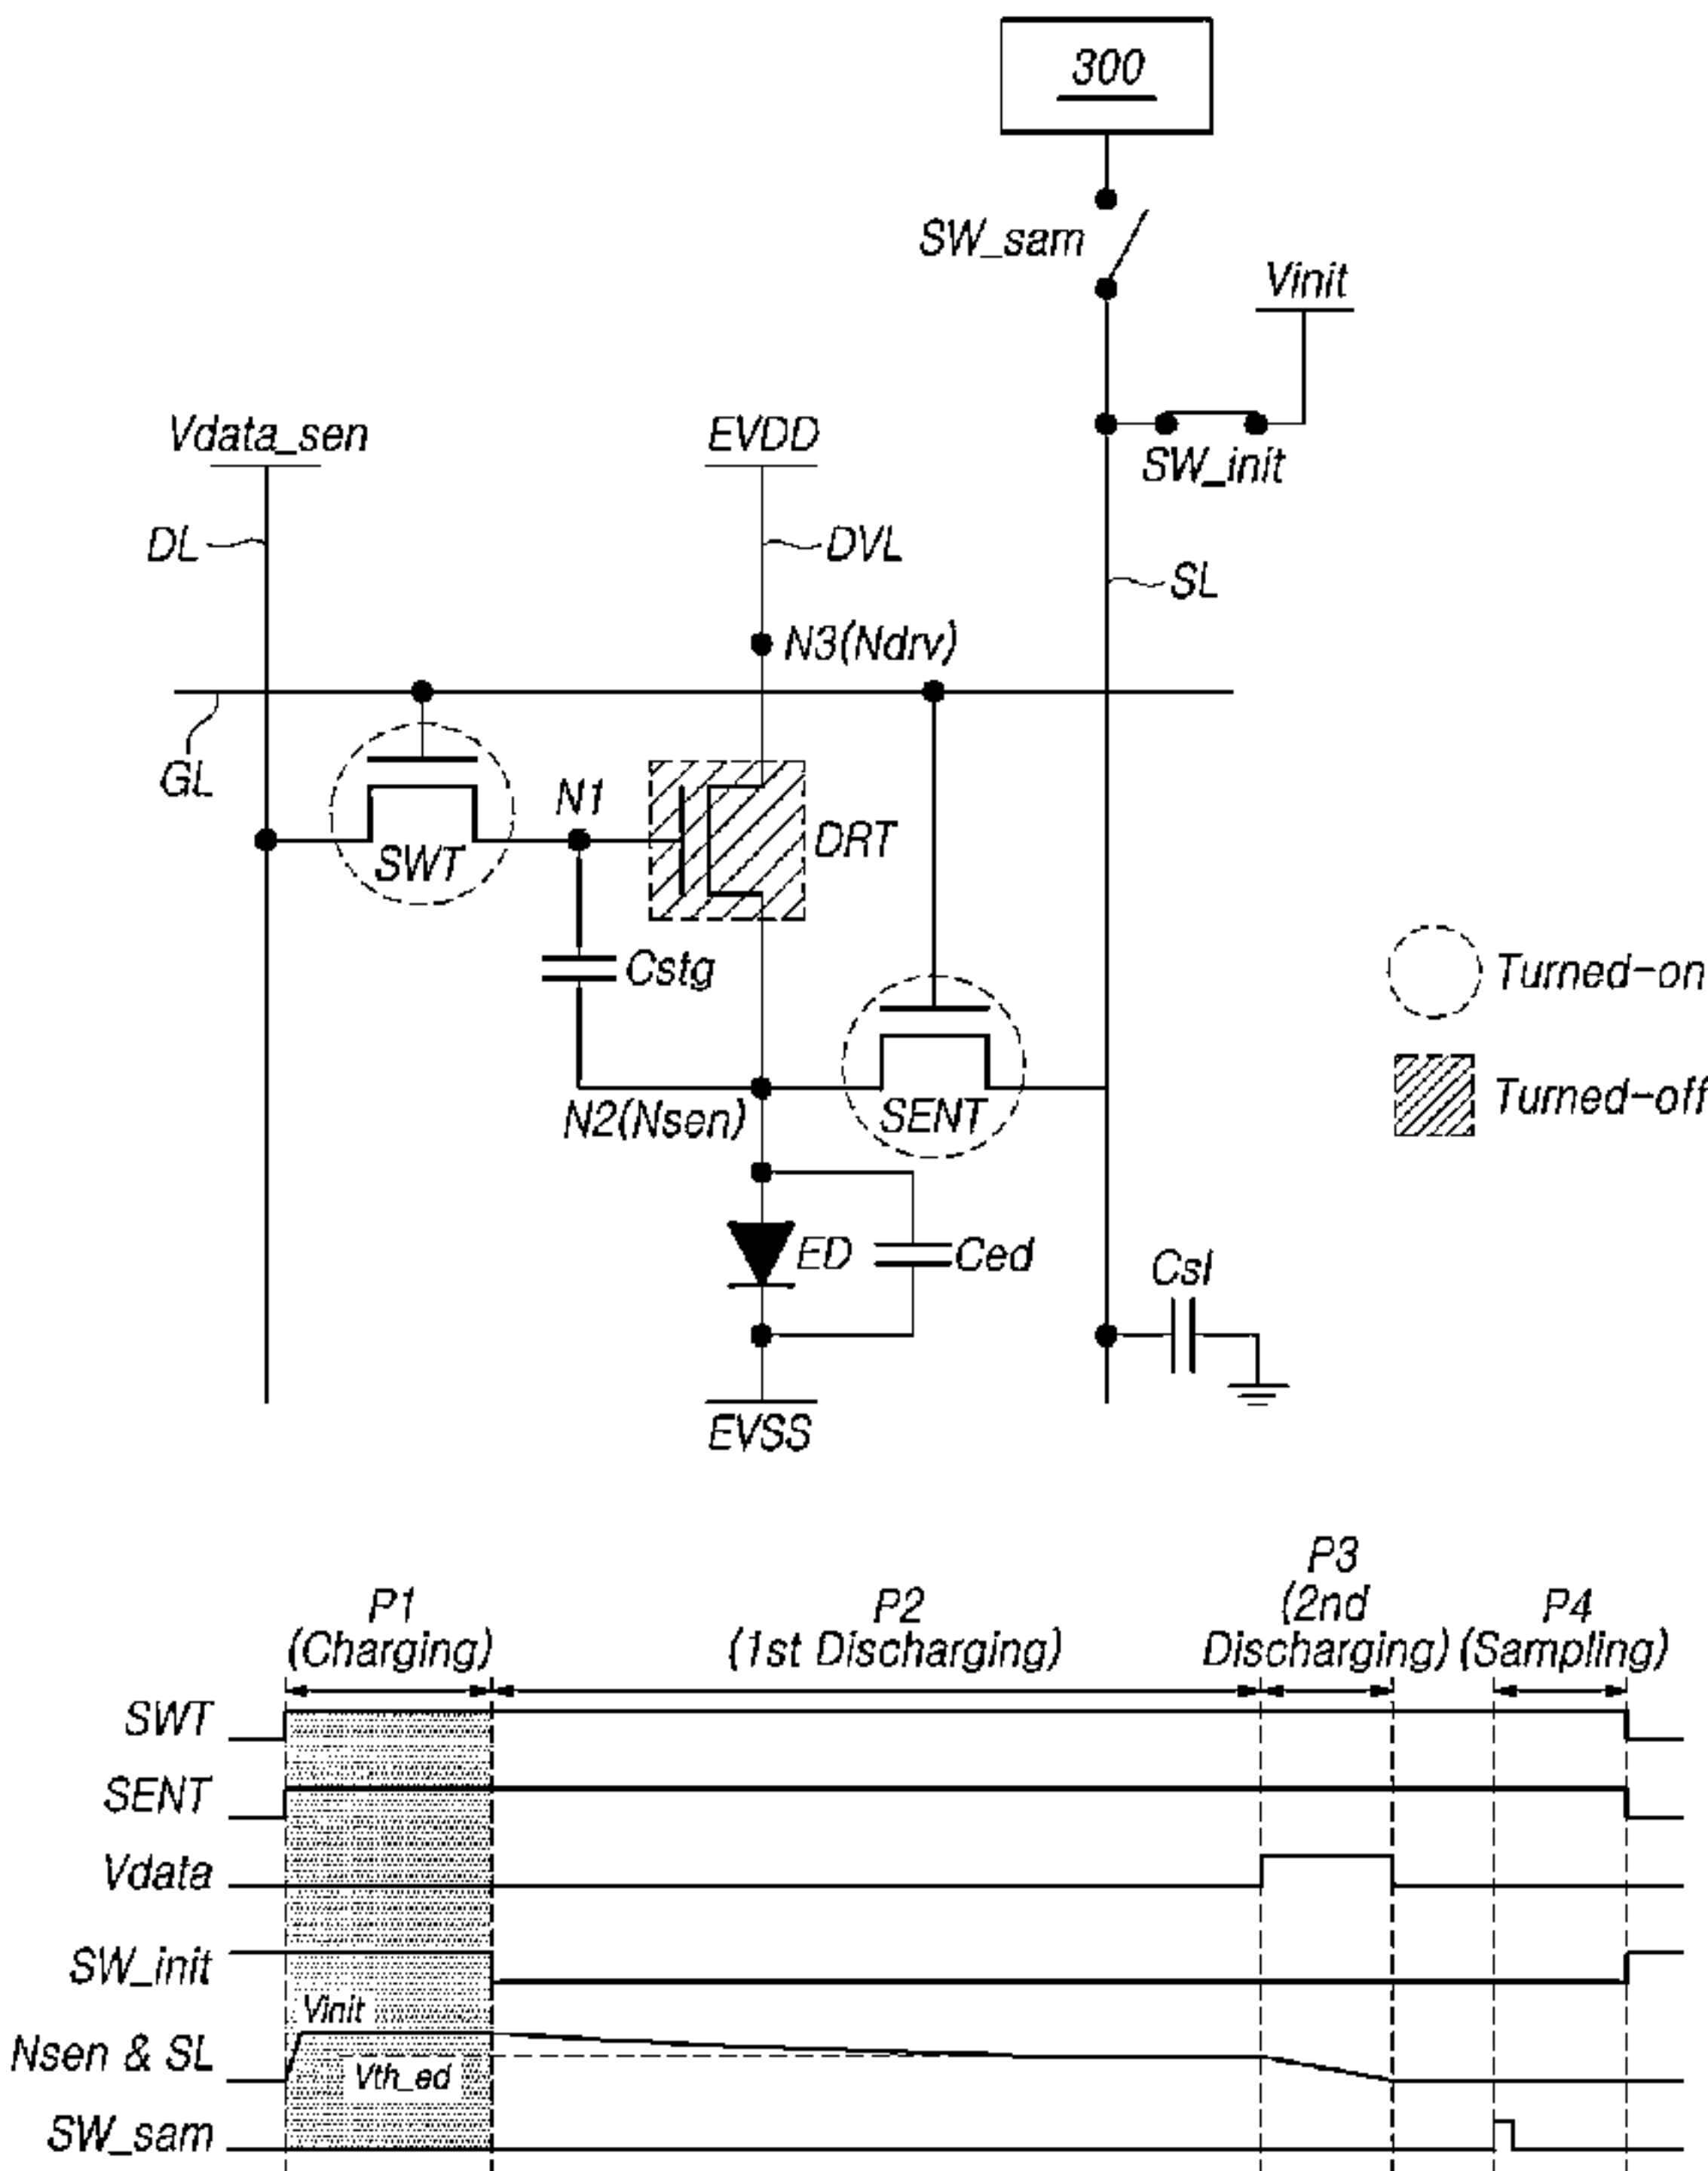 300
SW_sam
Vinit
SW_init
Vdata_sen
EVDD
DL
DVL
SL
N3(Ndrv)
GL
N1
SWT
DRT
Cstg
Turned-on
N2(Nsen)
SENT
Turned-off
ED
Ced
Csl
EVSS
P1
(Charging)
P2
(1st Discharging)
P3
(2nd
Discharging)
P4
(Sampling)
SWT
SENT
Vdata
SW_init
Vinit
Nsen & SL
Vth_ed
SW_sam